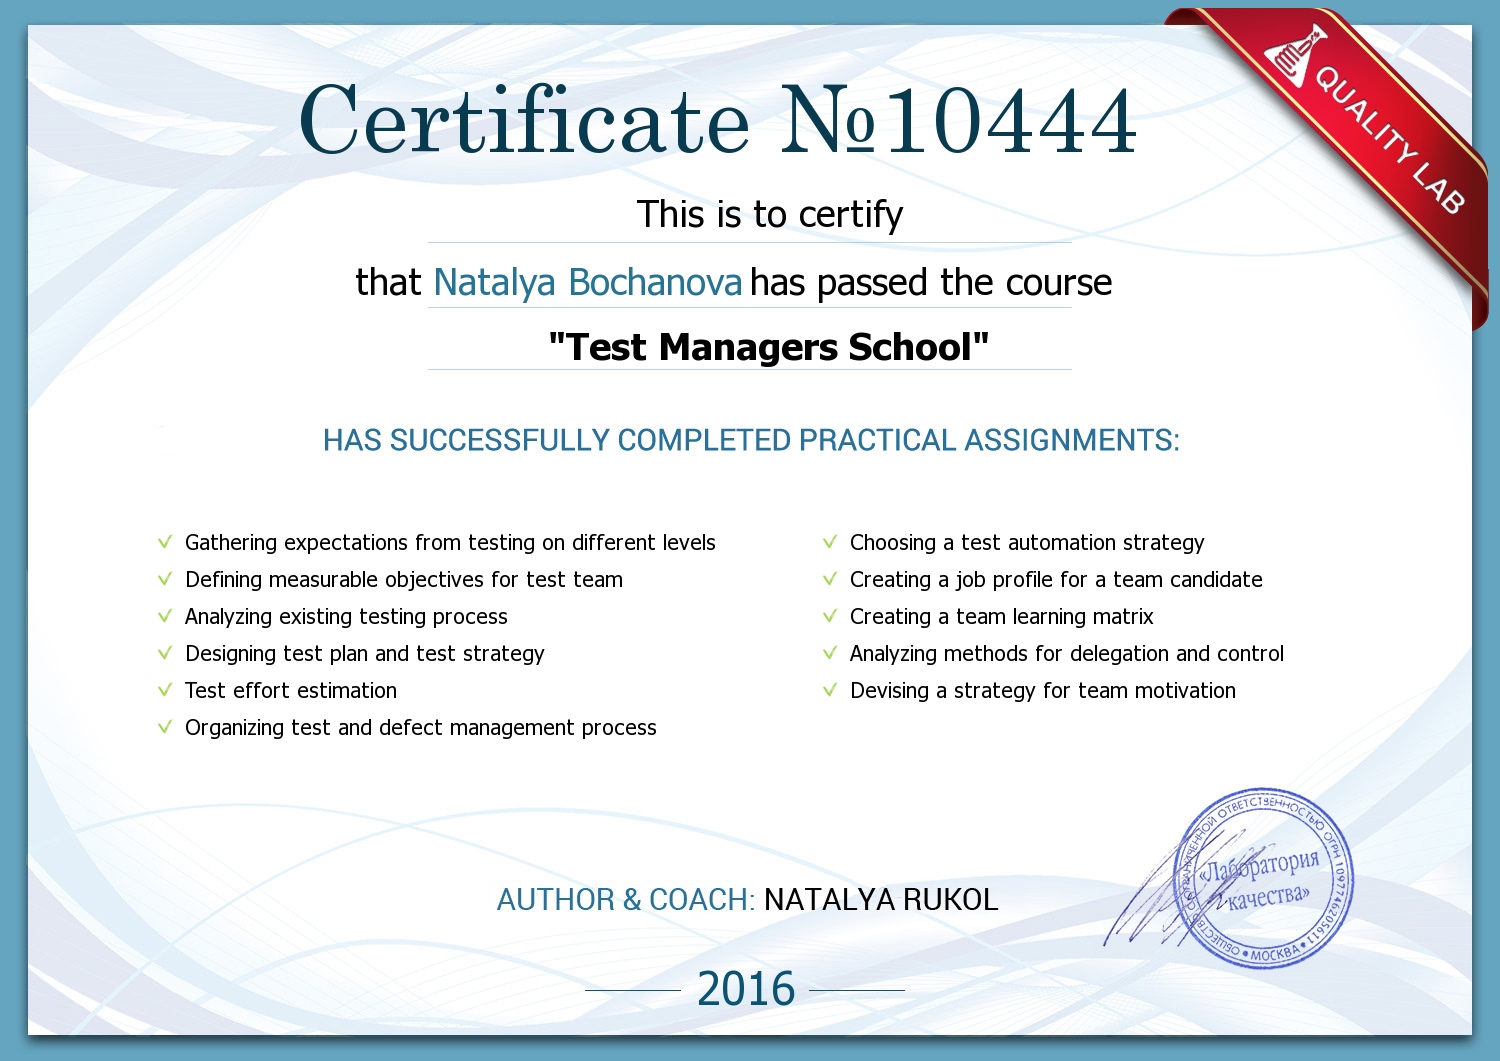 QUALITY LAB
Certificate №10444
This is to certify
that Natalya Bochanova has passed the course
"Test Managers School"
HAS SUCCESSFULLY COMPLETED PRACTICAL ASSIGNMENTS:
Gathering expectations from testing on different levels
Defining measurable objectives for test team
Analyzing existing testing process
Designing test plan and test strategy
Test effort estimation
Organizing test and defect management process
Choosing a test automation strategy
Creating a job profile for a team candidate
Creating a team learning matrix
Analyzing methods for delegation and control
Devising a strategy for team motivation
AUTHOR & COACH: NATALYA RUKOL
ОБЩЕСТВО С ОГРАНИЧЕННОЙ ОТВЕТСТВЕННОСТЬЮ ОГРН 1097746205611
• МОСКВА •
«Лаборатория
качества»
2016